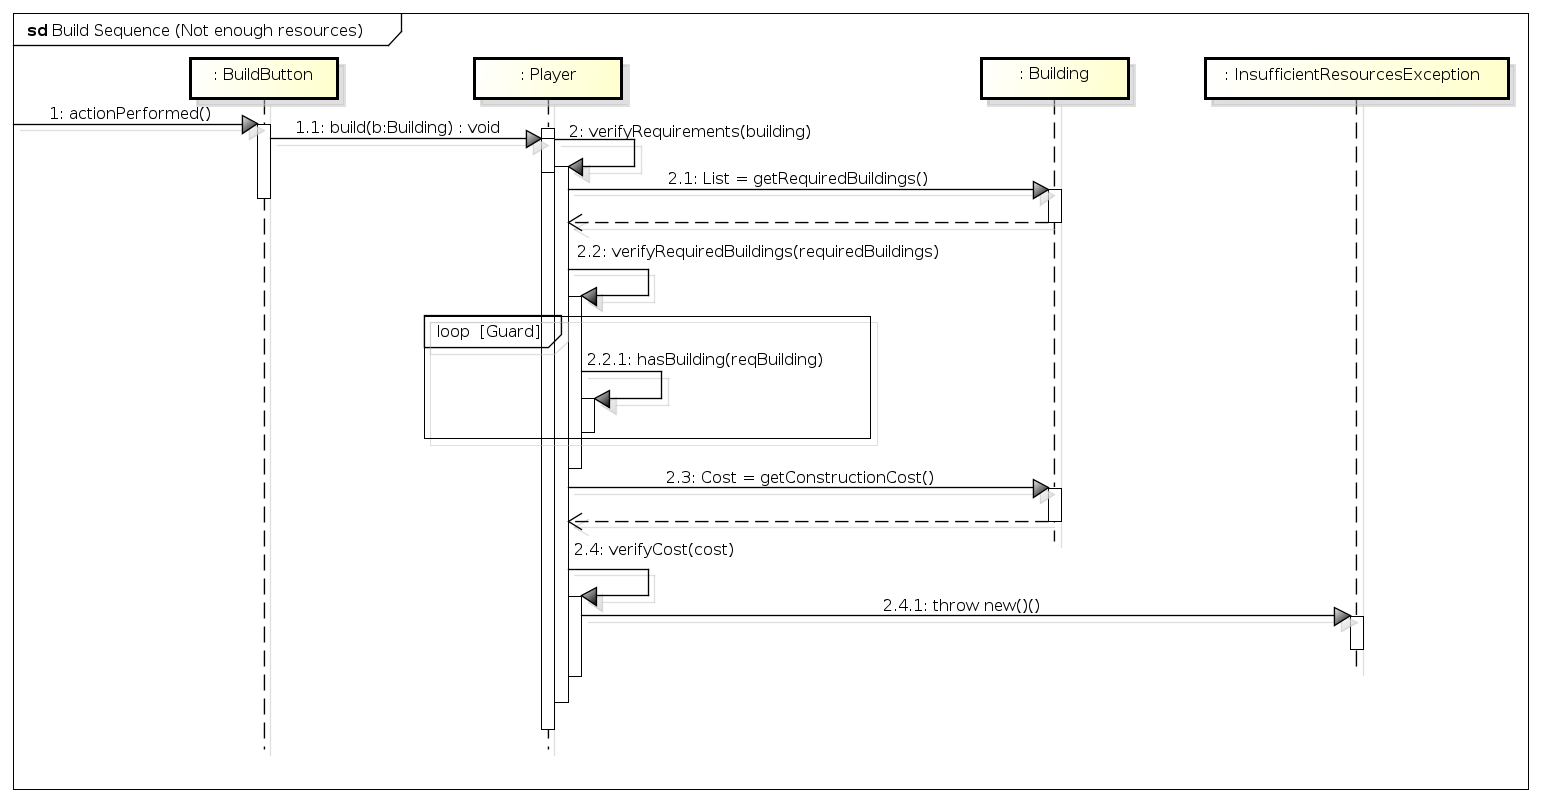 sd Build Sequence (Not enough resources)
: BuildButton
: Player
: Building
: InsufficientResourcesException
1: actionPerformed()
1.1: build(b:Building) : void
2: verifyRequirements(building)
2.1: List = getRequiredBuildings()
2.2: verifyRequiredBuildings(requiredBuildings)
loop [Guard]
2.2.1: hasBuilding(reqBuilding)
2.3: Cost = getConstructionCost()
2.4: verifyCost(cost)
2.4.1: throw new()()